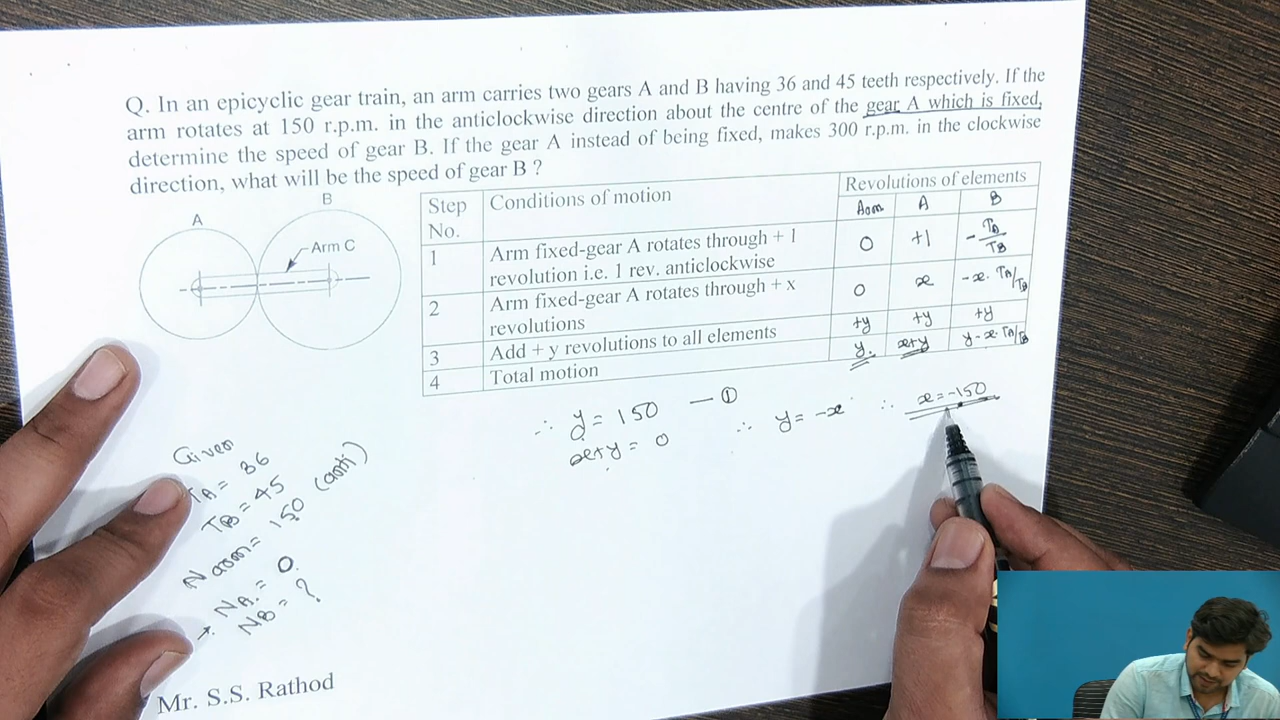 Q. In an epicyclic gear train, an arm carries two gears A and B having 36 and 45 teeth respectively. If the
arm rotates at 150 r.p.m. in the anticlockwise direction about the centre of the gear A which is fixed,
determine the speed of gear B. If the gear A instead of being fixed, makes 300 r.p.m. in the clockwise
direction, what will be the speed of gear B ?
A
B
Arm C
Step No.
Conditions of motion
Revolutions of elements
Arm A B
1 Arm fixed-gear A rotates through + 1
revolution i.e. 1 rev. anticlockwise
0 +1 - TA/TB
2 Arm fixed-gear A rotates through + x
revolutions
0 x -x. TA/TB
3 Add + y revolutions to all elements
+y +y +y
4 Total motion
y. x+y y-x.TA/TB
∴ y = 150 — ①
x+y = 0
∴ y = -x ∴ x = -150
Given
TA = 36
TB = 45
Narm = 150 (anti)
NA = 0.
→ NB = ?
Mr. S.S. Rathod